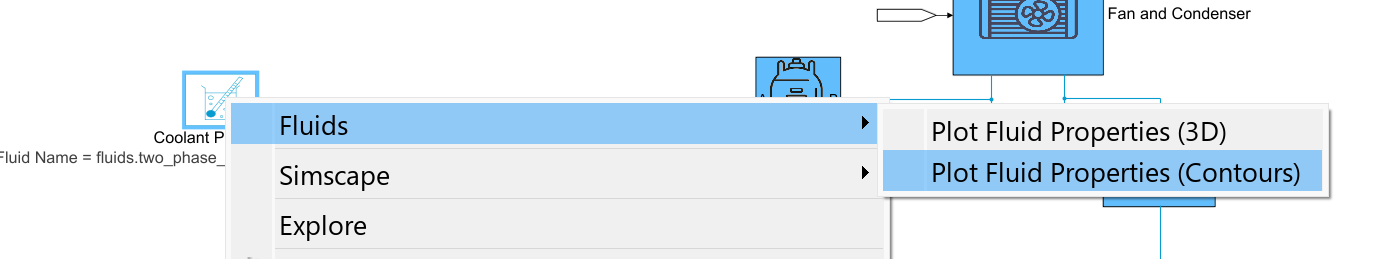 Fan and Condenser
Coolant P
Fluid Name = fluids.two_phase_
Fluids
Simscape
Explore
Plot Fluid Properties (3D)
Plot Fluid Properties (Contours)